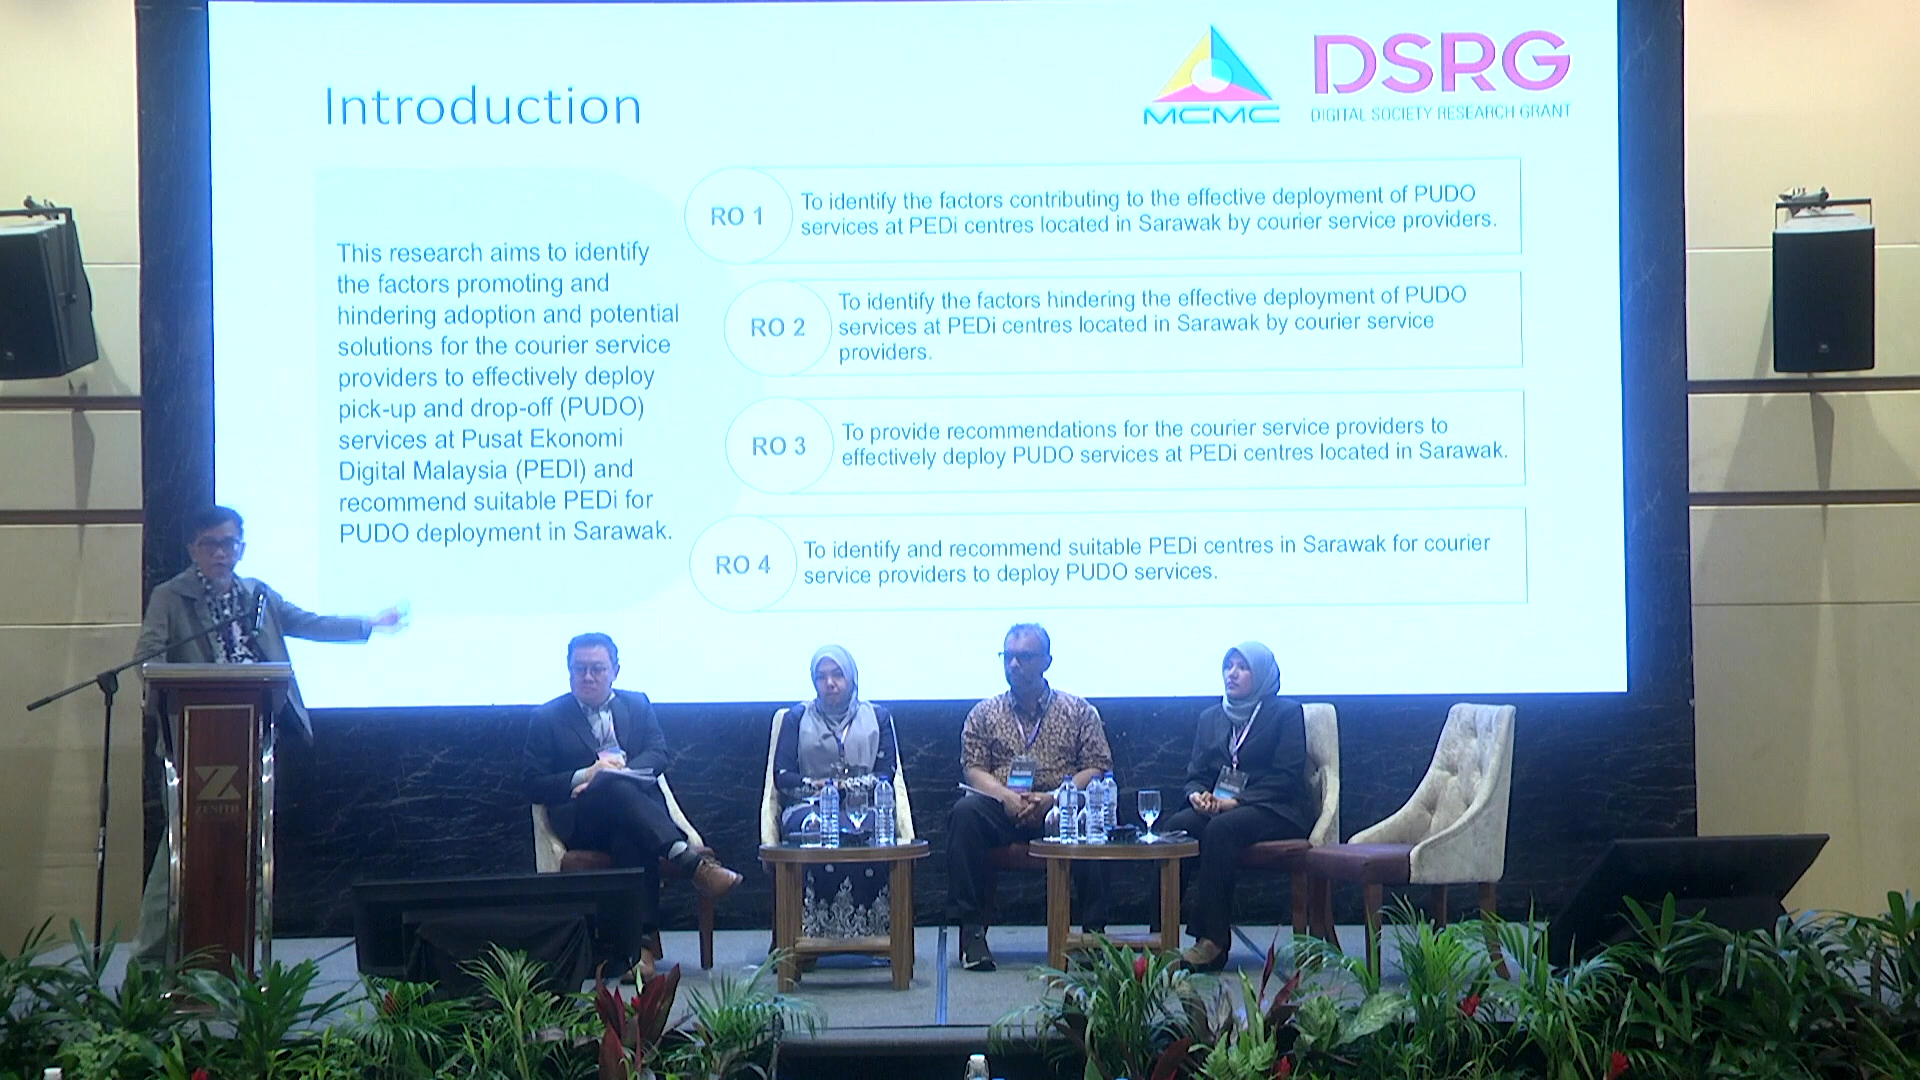 Introduction
MCMC
DSRG
DIGITAL SOCIETY RESEARCH GRANT
This research aims to identify
the factors promoting and
hindering adoption and potential
solutions for the courier service
providers to effectively deploy
pick-up and drop-off (PUDO)
services at Pusat Ekonomi
Digital Malaysia (PEDI) and
recommend suitable PEDi for
PUDO deployment in Sarawak.
RO 1
To identify the factors contributing to the effective deployment of PUDO
services at PEDi centres located in Sarawak by courier service providers.
RO 2
To identify the factors hindering the effective deployment of PUDO
services at PEDi centres located in Sarawak by courier service
providers.
RO 3
To provide recommendations for the courier service providers to
effectively deploy PUDO services at PEDi centres located in Sarawak.
RO 4
To identify and recommend suitable PEDi centres in Sarawak for courier
service providers to deploy PUDO services.
ZENITH